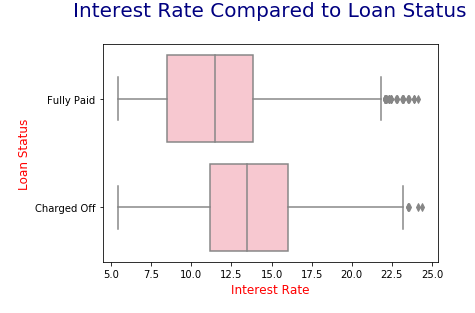 Interest Rate Compared to Loan Status
Fully Paid
Loan Status
Charged Off
5.0 7.5 10.0 12.5 15.0 17.5 20.0 22.5 25.0
Interest Rate